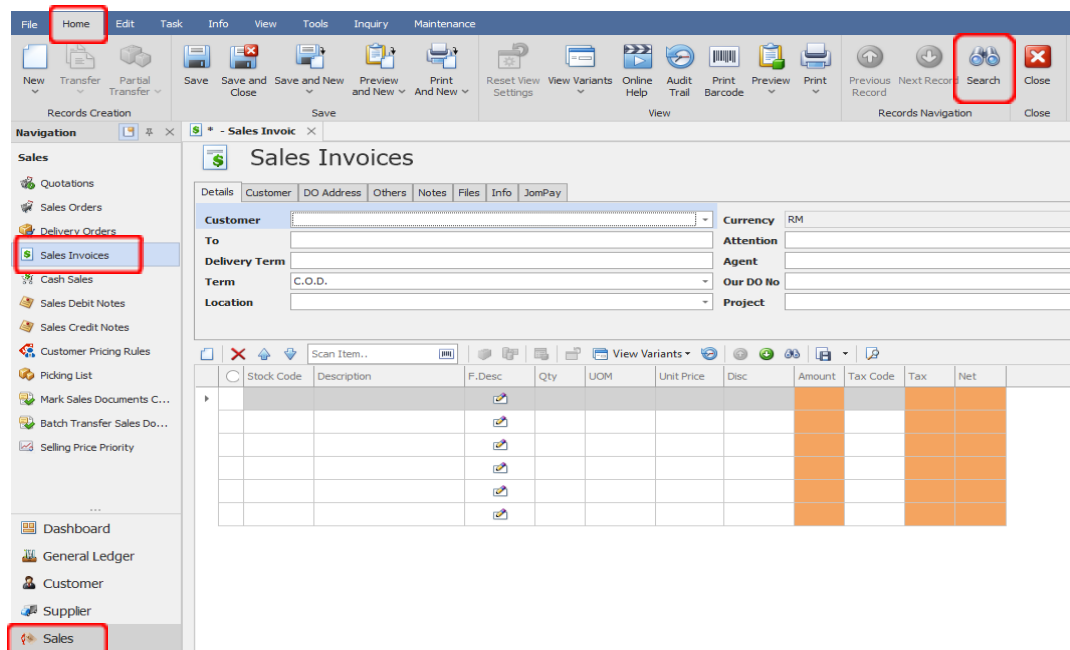 File Home Edit Task Info View Tools Inquiry Maintenance
New Transfer Partial Transfer Save Save and Close Save and New Preview and New Print And New Reset View Settings View Variants Online Help Audit Trail Print Barcode Preview Print Previous Record Next Record Search Close
Records Creation Save View Records Navigation Close
Navigation
* - Sales Invoic
Sales
Quotations
Sales Orders
Delivery Orders
Sales Invoices
Cash Sales
Sales Debit Notes
Sales Credit Notes
Customer Pricing Rules
Picking List
Mark Sales Documents C...
Batch Transfer Sales Do...
Selling Price Priority
...
Dashboard
General Ledger
Customer
Supplier
Sales
Sales Invoices
Details Customer DO Address Others Notes Files Info JomPay
Customer Currency RM
To Attention
Delivery Term Agent
Term C.O.D. Our DO No
Location Project
Scan Item.. View Variants
Stock Code Description F.Desc Qty UOM Unit Price Disc Amount Tax Code Tax Net